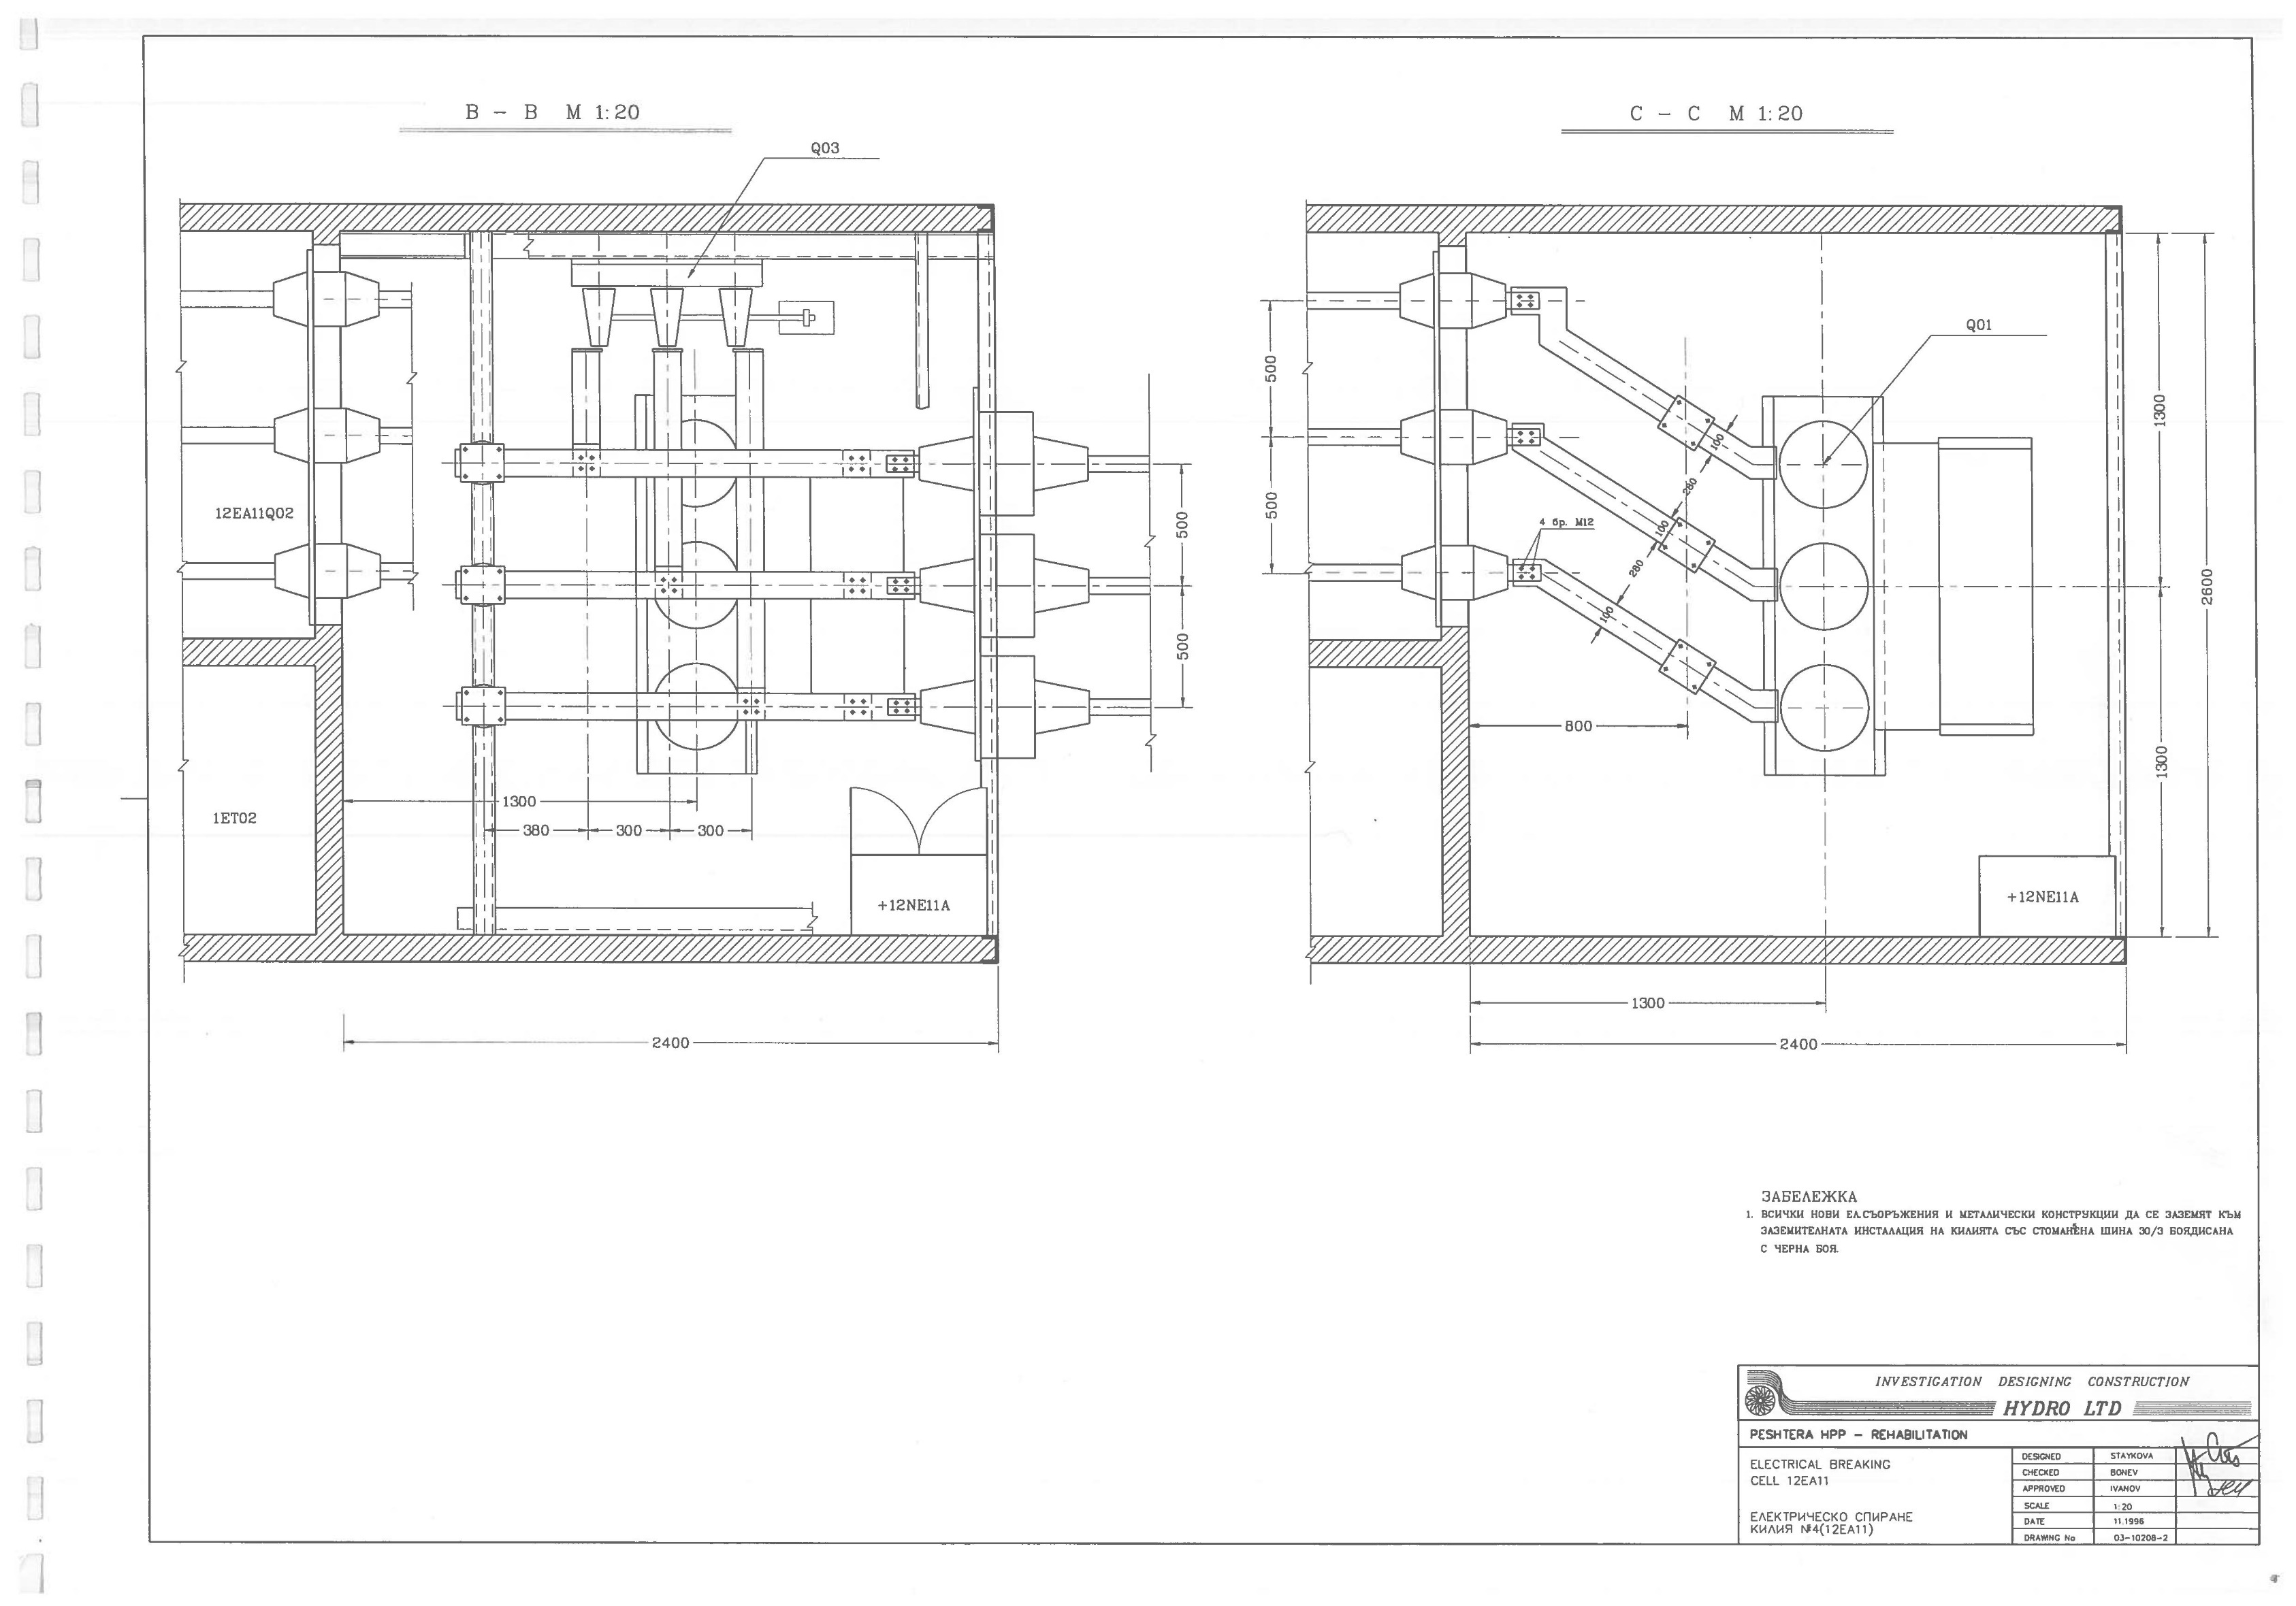 B – B M 1:20
C – C M 1:20
Q03
Q01
500
500
12EA11Q02
500
500
4 бр. М12
100
280
100
280
100
1300
1300
2600
800
1ET02
1300
380
300
300
+12NE11A
+12NE11A
1300
2400
2400
ЗАБЕЛЕЖКА
1. ВСИЧКИ НОВИ ЕЛ.СЪОРЪЖЕНИЯ И МЕТАЛИЧЕСКИ КОНСТРУКЦИИ ДА СЕ ЗАЗЕМЯТ КЪМ
ЗАЗЕМИТЕЛНАТА ИНСТАЛАЦИЯ НА КИЛИЯТА СЪС СТОМАНЕНА ШИНА 30/3 БОЯДИСАНА
С ЧЕРНА БОЯ.
INVESTIGATION DESIGNING CONSTRUCTION
HYDRO LTD
PESHTERA HPP – REHABILITATION
ELECTRICAL BREAKING
CELL 12EA11
ЕЛЕКТРИЧЕСКО СПИРАНЕ
КИЛИЯ №4(12EA11)
DESIGNED STAYKOVA
CHECKED BONEV
APPROVED IVANOV
SCALE 1:20
DATE 11.1996
DRAWING No 03-10208-2